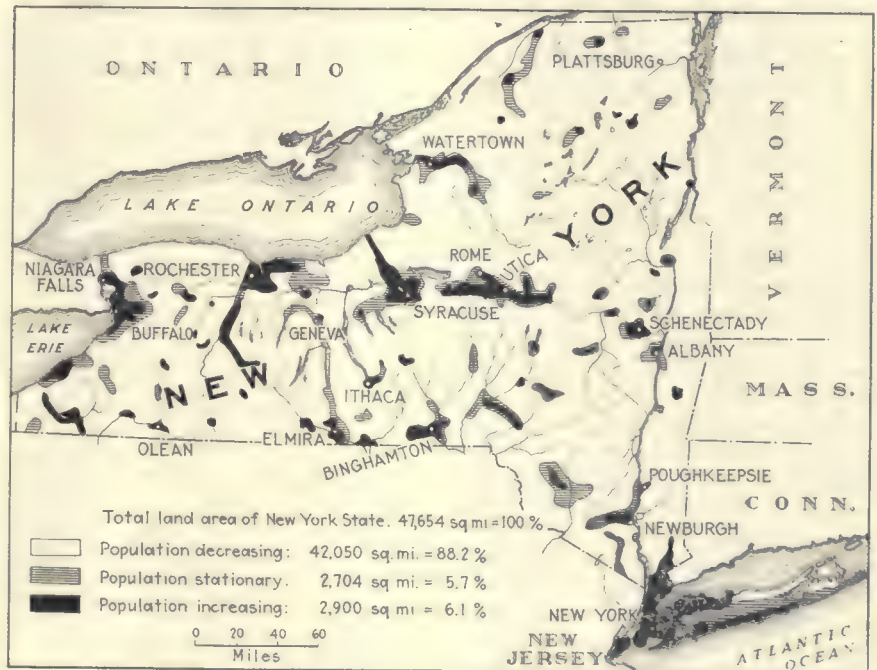 ONTARIO
PLATTSBURG
VERMONT
WATERTOWN
LAKE ONTARIO
YORK
NIAGARA
FALLS
ROCHESTER
ROME
UTICA
LAKE
ERIE
BUFFALO
GENEVA
SYRACUSE
SCHENECTADY
ALBANY
NEW
ITHACA
MASS.
OLEAN
ELMIRA
BINGHAMTON
POUGHKEEPSIE
CONN.
NEWBURGH
Total land area of New York State. 47,654 sq mi = 100 %
Population decreasing: 42,050 sq. mi. = 88.2 %
Population stationary. 2,704 sq mi. = 5.7 %
Population increasing: 2,900 sq mi = 6.1 %
0 20 40 60
Miles
NEW YORK
NEW
JERSEY
ATLANTIC
OCEAN